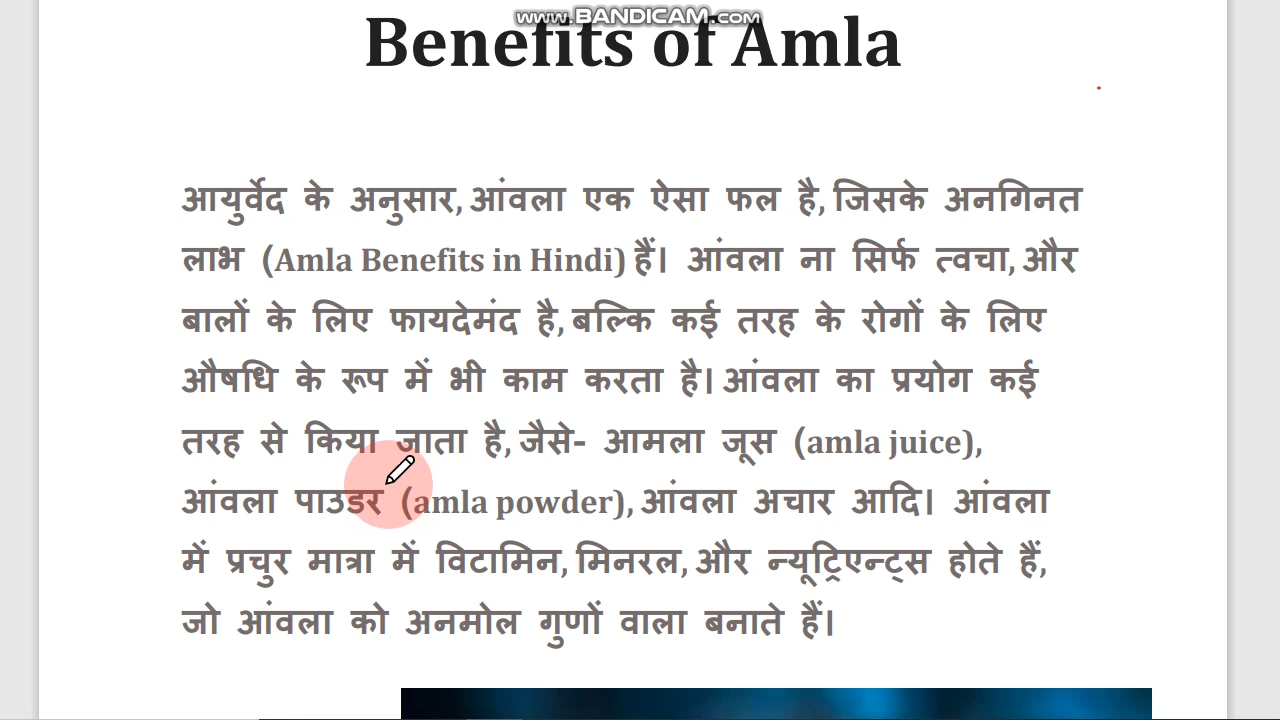 www.BANDICAM.com
Benefits of Amla
आयुर्वेद के अनुसार, आंवला एक ऐसा फल है, जिसके अनगिनत
लाभ (Amla Benefits in Hindi) हैं। आंवला ना सिर्फ त्वचा, और
बालों के लिए फायदेमंद है, बल्कि कई तरह के रोगों के लिए
औषधि के रूप में भी काम करता है। आंवला का प्रयोग कई
तरह से किया जाता है, जैसे- आमला जूस (amla juice),
आंवला पाउडर (amla powder), आंवला अचार आदि। आंवला
में प्रचुर मात्रा में विटामिन, मिनरल, और न्यूट्रिएन्ट्स होते हैं,
जो आंवला को अनमोल गुणों वाला बनाते हैं।